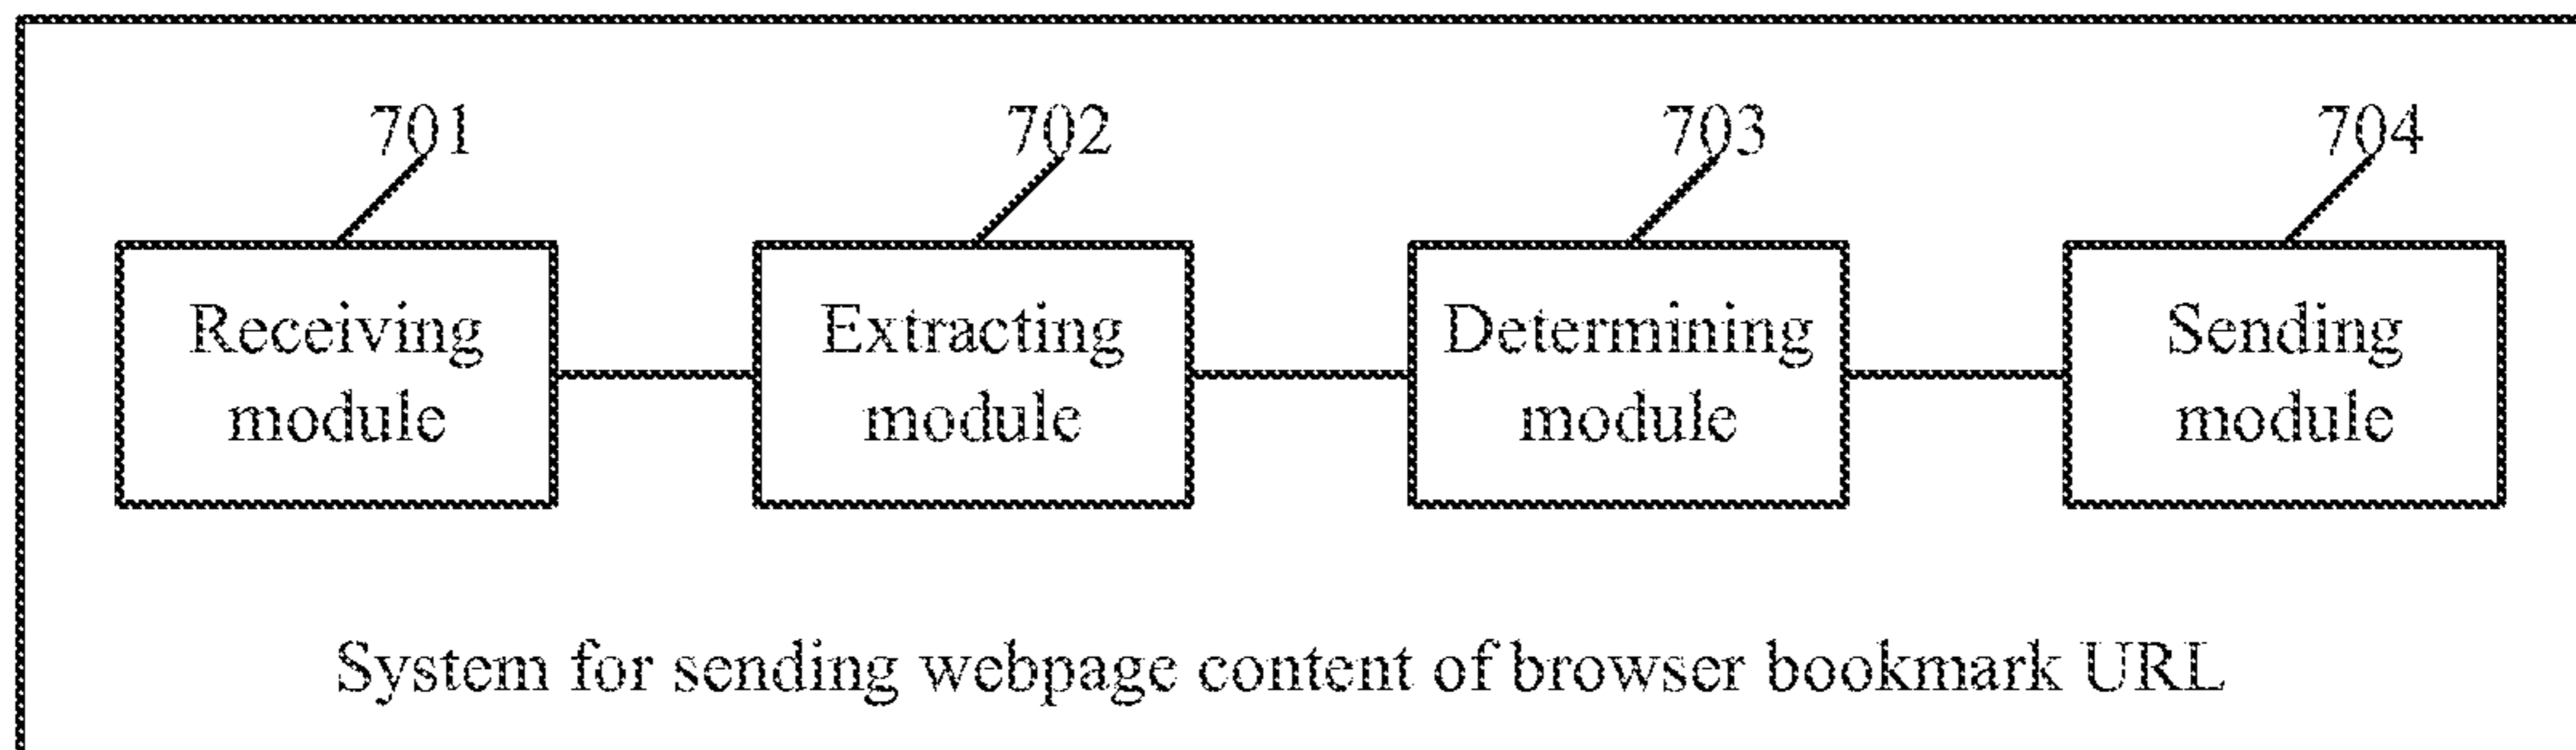 701 702 703 704
Receiving Extracting Determining Sending
module module module module
System for sending webpage content of browser bookmark URL